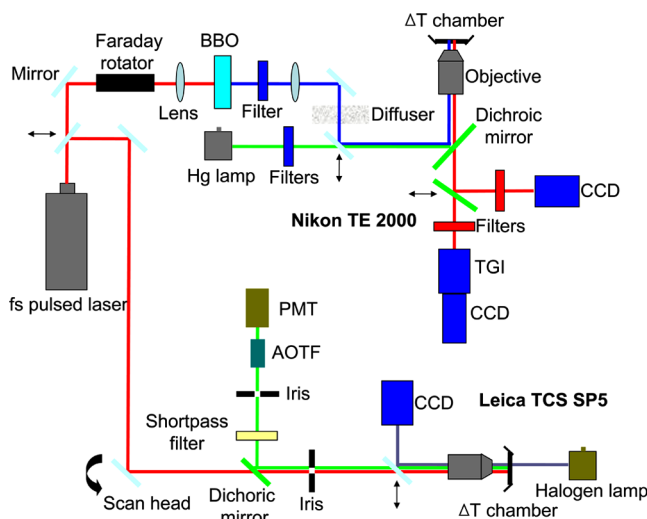 ΔT chamber
Faraday
rotator
BBO
Mirror
Objective
Lens
Filter
Diffuser
Dichroic
mirror
Hg lamp
Filters
CCD
Nikon TE 2000
Filters
TGI
fs pulsed laser
CCD
PMT
AOTF
Iris
CCD
Leica TCS SP5
Shortpass
filter
Scan head
Dichoric
mirror
Iris
ΔT chamber
Halogen lamp